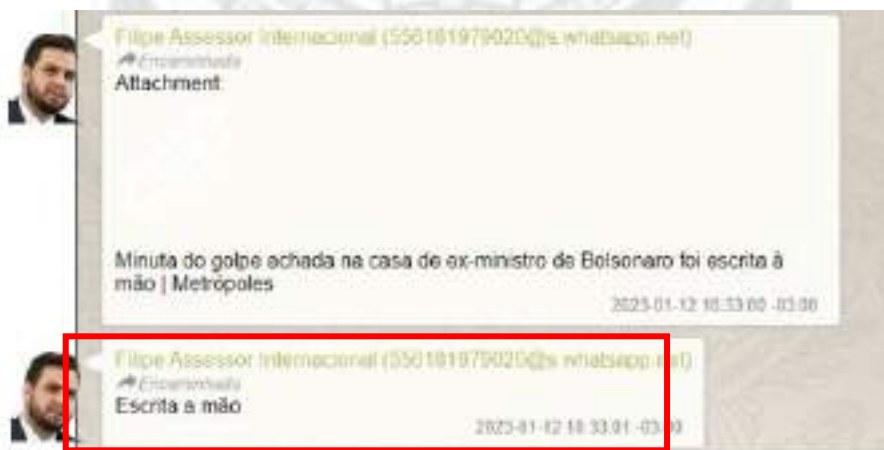 Filipe Assessor Internacional (556181979020@s.whatsapp.net)
Encaminhada
Attachment
Minuta do golpe achada na casa de ex-ministro de Bolsonaro foi escrita à
mão | Metrópoles
2023-01-12 18:33:00 -03:00
Filipe Assessor Internacional (556181979020@s.whatsapp.net)
Encaminhada
Escrita a mão
2023-01-12 18:33:01 -03:00